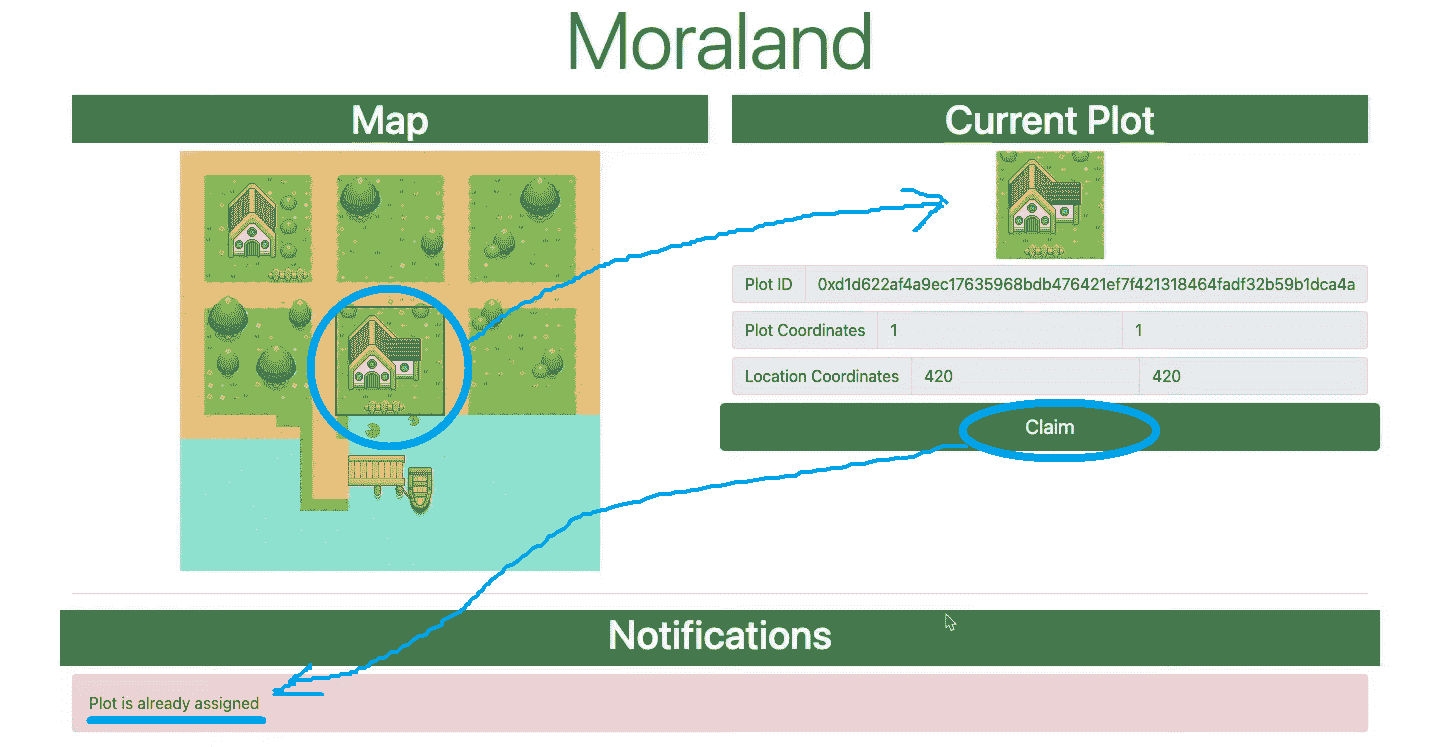 Moraland
Map
Current Plot
Plot ID 0xd1d622af4a9ec17635968bdb476421ef7f421318464fadf32b59b1dca4a
Plot Coordinates 1 1
Location Coordinates 420 420
Claim
Notifications
Plot is already assigned